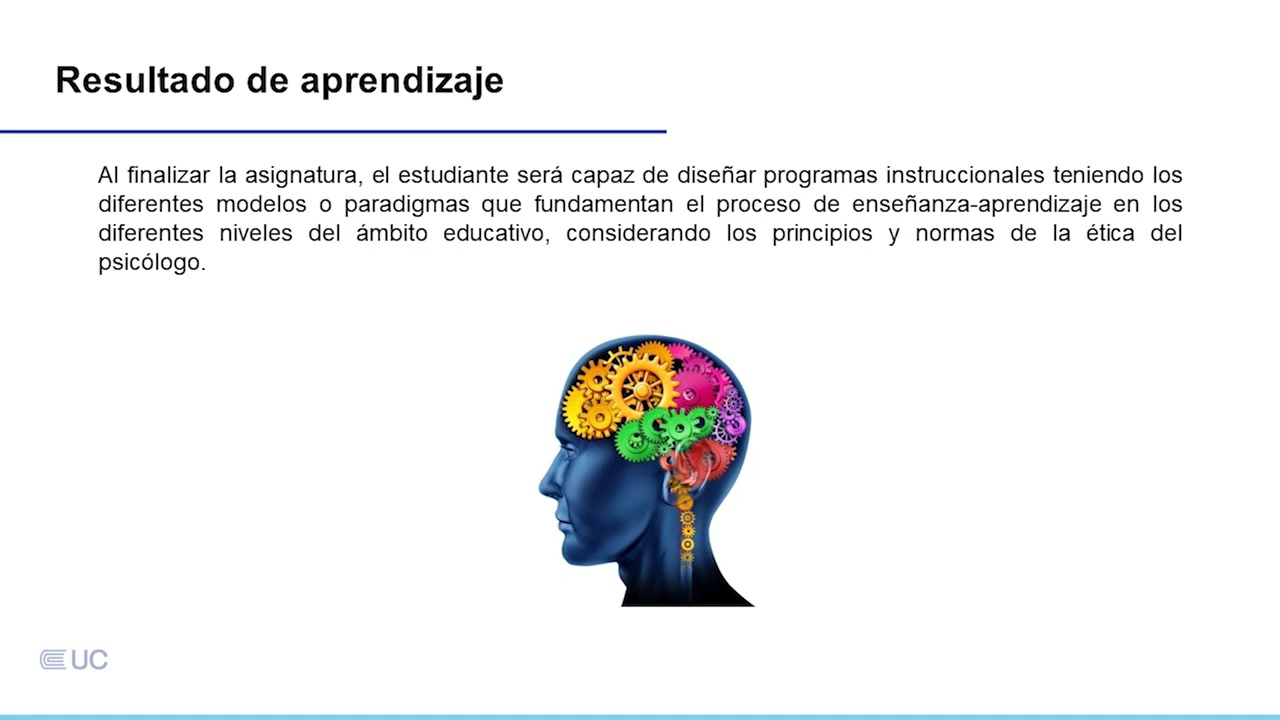 Resultado de aprendizaje
Al finalizar la asignatura, el estudiante será capaz de diseñar programas instruccionales teniendo los
diferentes modelos o paradigmas que fundamentan el proceso de enseñanza-aprendizaje en los
diferentes niveles del ámbito educativo, considerando los principios y normas de la ética del
psicólogo.
UC